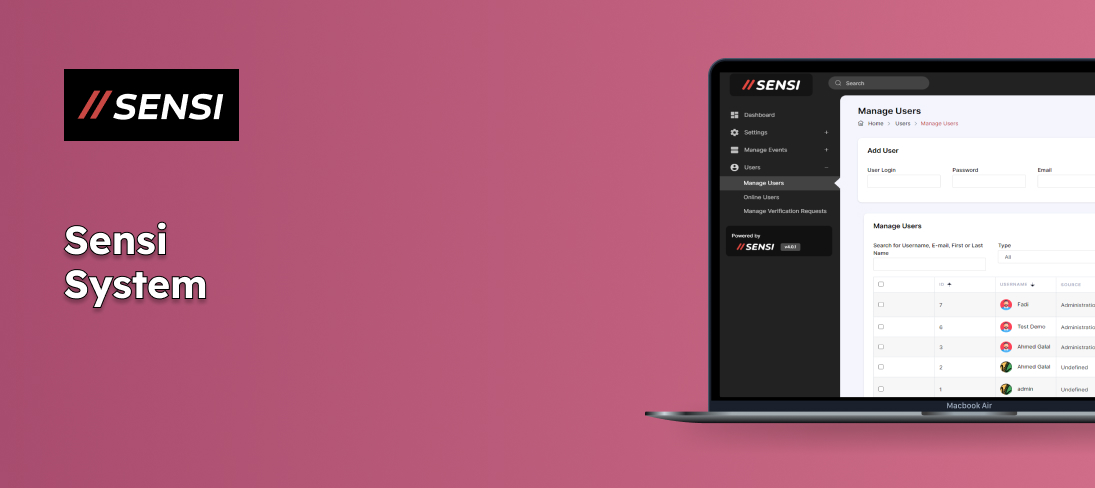 //SENSI
Sensi
System
//SENSI
Search
Dashboard
Settings +
Manage Events +
Users −
Manage Users
Online Users
Manage Verification Requests
Powered by
//SENSI v4.0.1
Manage Users
Home > Users > Manage Users
Add User
User Login Password Email
Manage Users
Search for Username, E-mail, First or Last
Name
Type
All
ID USERNAME SOURCE
7 Fadi Administratio
6 Test Demo Administratio
3 Ahmed Galal Administratio
2 Ahmed Galal Undefined
1 admin Undefined
Macbook Air